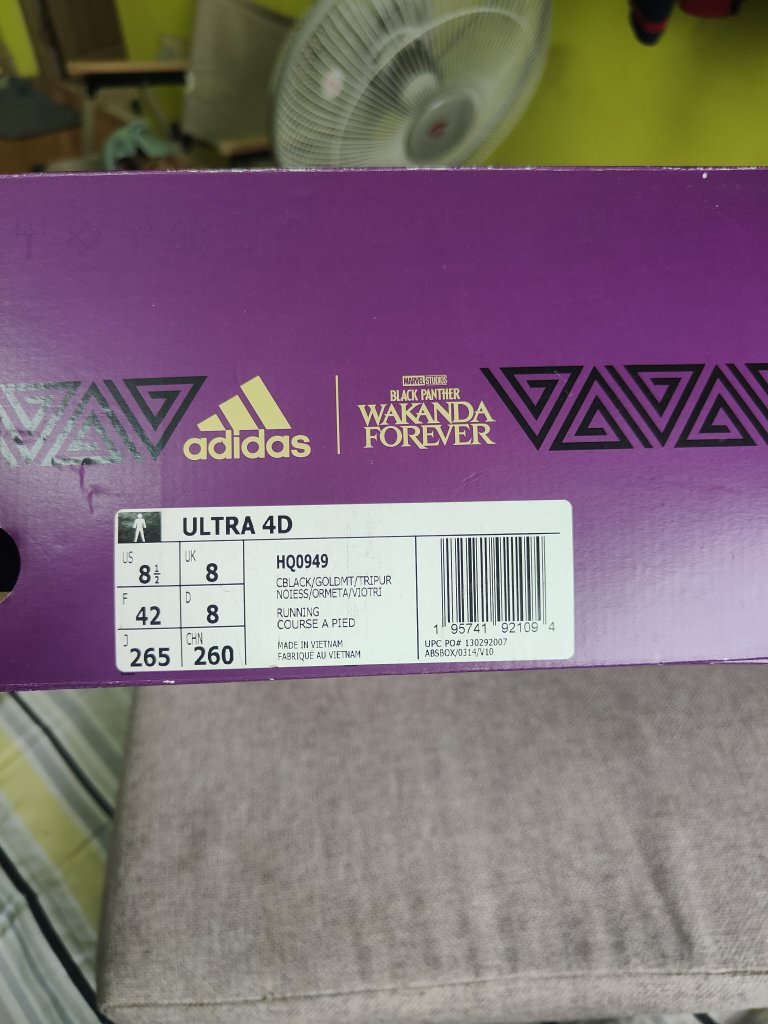 adidas
MARVEL STUDIOS
BLACK PANTHER
WAKANDA
FOREVER
ULTRA 4D
US
8½
UK
8
F
42
D
8
J
265
CHN
260
HQ0949
CBLACK/GOLDMT/TRIPUR
NOIESS/ORMETA/VIOTRI
RUNNING
COURSE A PIED
MADE IN VIETNAM
FABRIQUE AU VIETNAM
1 95741 92109 4
UPC PO# 130292007
ABSBOX/0314/V10